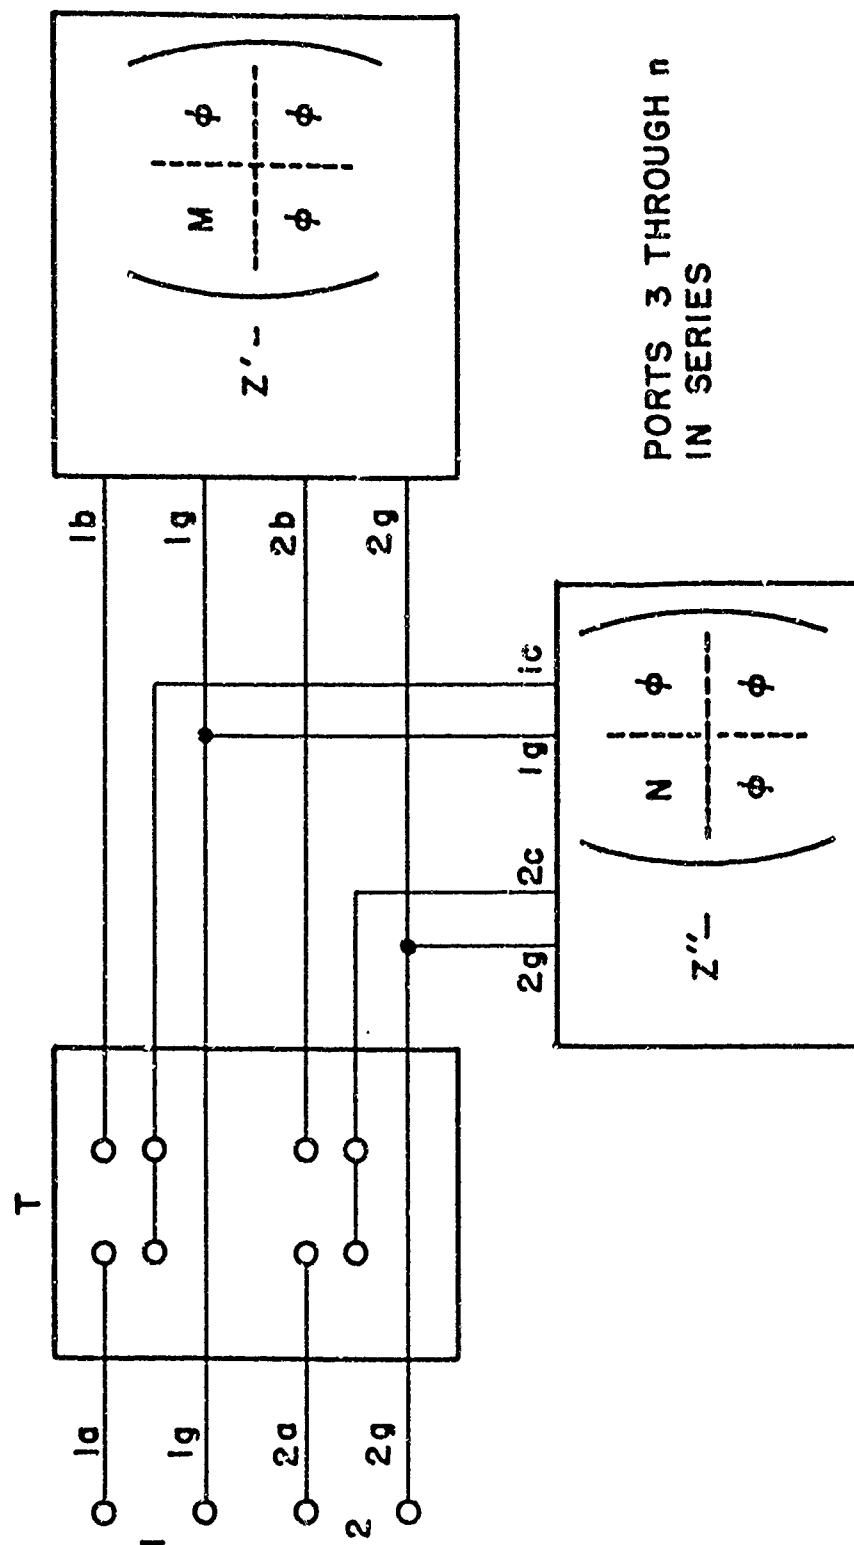 T
1a
1g
2a
2g
1
2
1b
1g
2b
2g
1c
1g
2c
2g
Z' -
M ϕ
ϕ ϕ
Z'' -
N ϕ
ϕ ϕ
PORTS 3 THROUGH n
IN SERIES